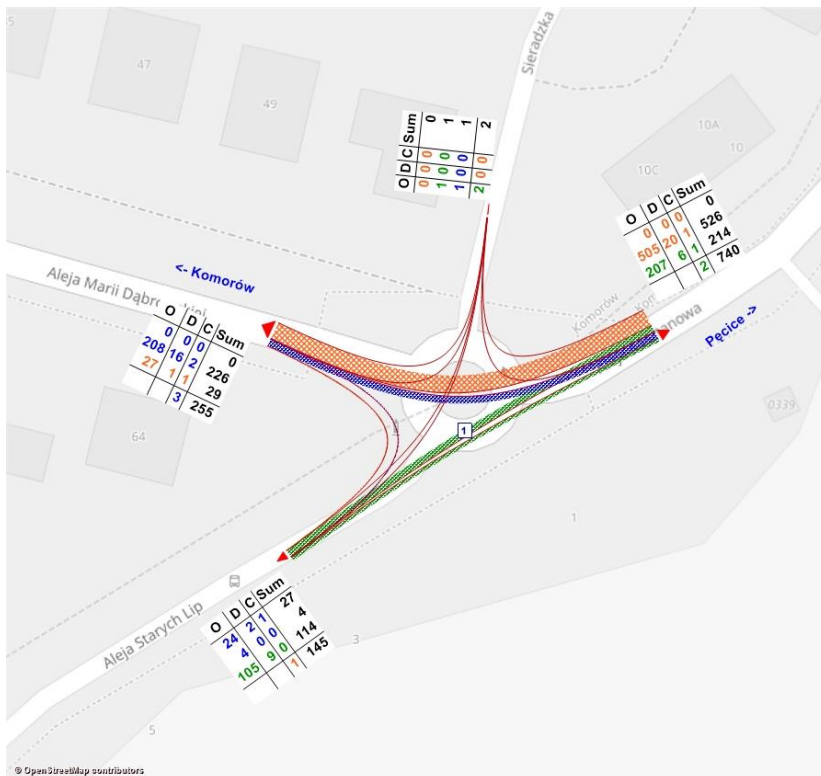 47
49
Sieradzka
10A
10
10C
O D C Sum
0 0 0 0
1 0 0 1
1 0 0 1
2 0 0 2
O D C Sum
0 0 0 0
505 20 1 526
207 6 1 214
2 740
<- Komorów
Aleja Marii Dąbro
Komorów
anowa
Pęcice ->
O D C Sum
0 0 0 0
208 16 2 226
27 1 1 29
3 255
64
0339
1
1
O D C Sum
24 2 1 27
4 0 0 4
105 9 0 114
1 145
Aleja Starych Lip
3
5
© OpenStreetMap contributors